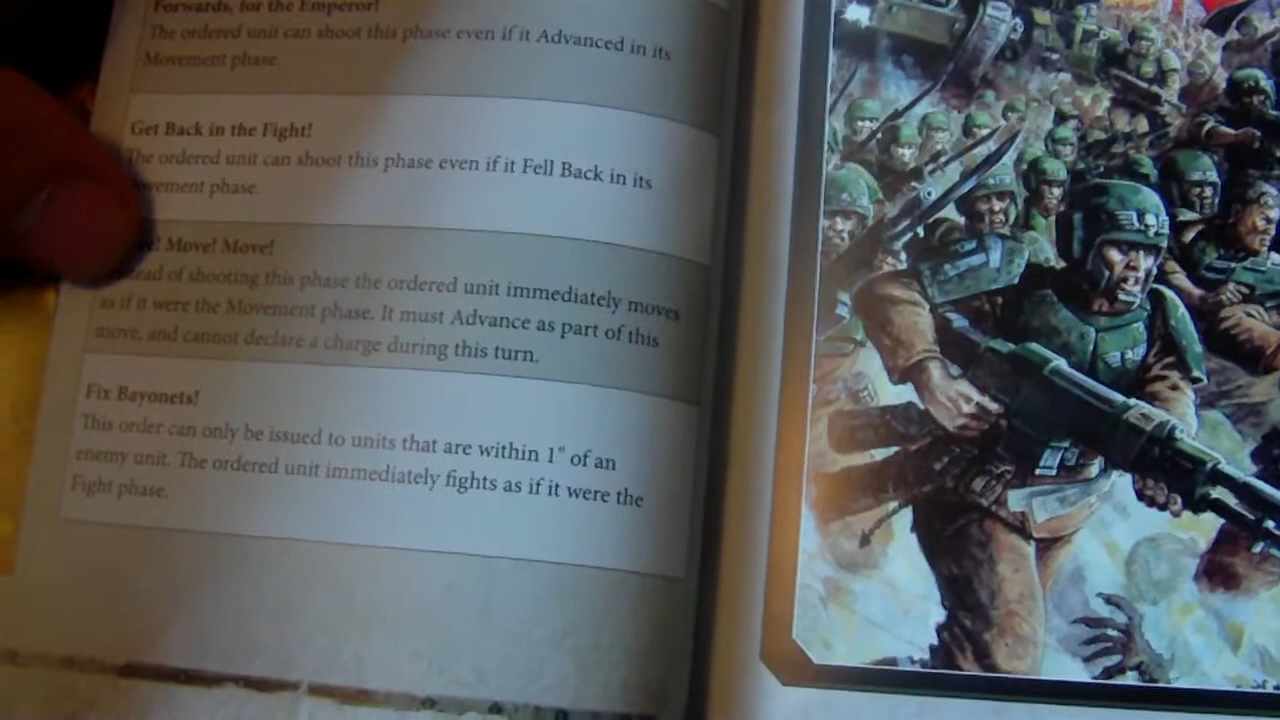 Forwards, for the Emperor!
The ordered unit can shoot this phase even if it Advanced in its
Movement phase.
Get Back in the Fight!
The ordered unit can shoot this phase even if it Fell Back in its
vement phase.
Move! Move!
ead of shooting this phase the ordered unit immediately moves
as if it were the Movement phase. It must Advance as part of this
move, and cannot declare a charge during this turn.
Fix Bayonets!
This order can only be issued to units that are within 1" of an
enemy unit. The ordered unit immediately fights as if it were the
Fight phase.